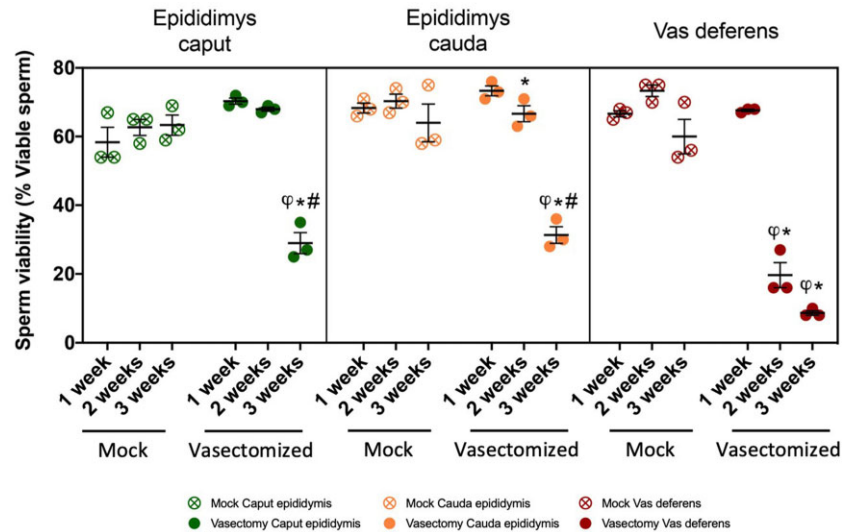 Epididimys
caput
Epididimys
cauda
Vas deferens
Sperm viability (% Viable sperm)
80
60
40
20
0
φ*#
*
φ*#
φ*
φ*
1 week
2 weeks
3 weeks
1 week
2 weeks
3 weeks
1 week
2 weeks
3 weeks
1 week
2 weeks
3 weeks
1 week
2 weeks
3 weeks
1 week
2 weeks
3 weeks
Mock
Vasectomized
Mock
Vasectomized
Mock
Vasectomized
Mock Caput epididymis
Mock Cauda epididymis
Mock Vas deferens
Vasectomy Caput epididymis
Vasectomy Cauda epididymis
Vasectomy Vas deferens